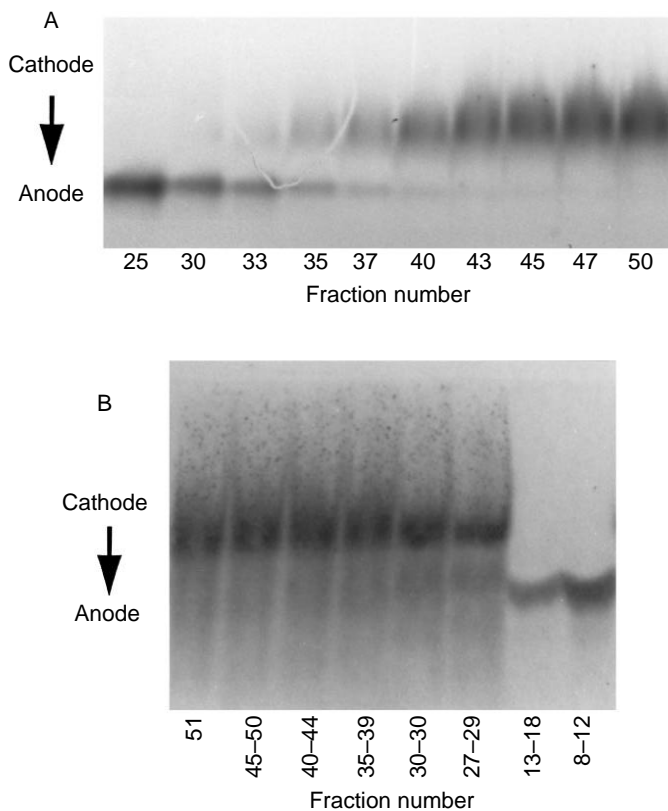 A
Cathode
Anode
25 30 33 35 37 40 43 45 47 50
Fraction number
B
Cathode
Anode
51 45–50 40–44 35–39 30–30 27–29 13–18 8–12
Fraction number